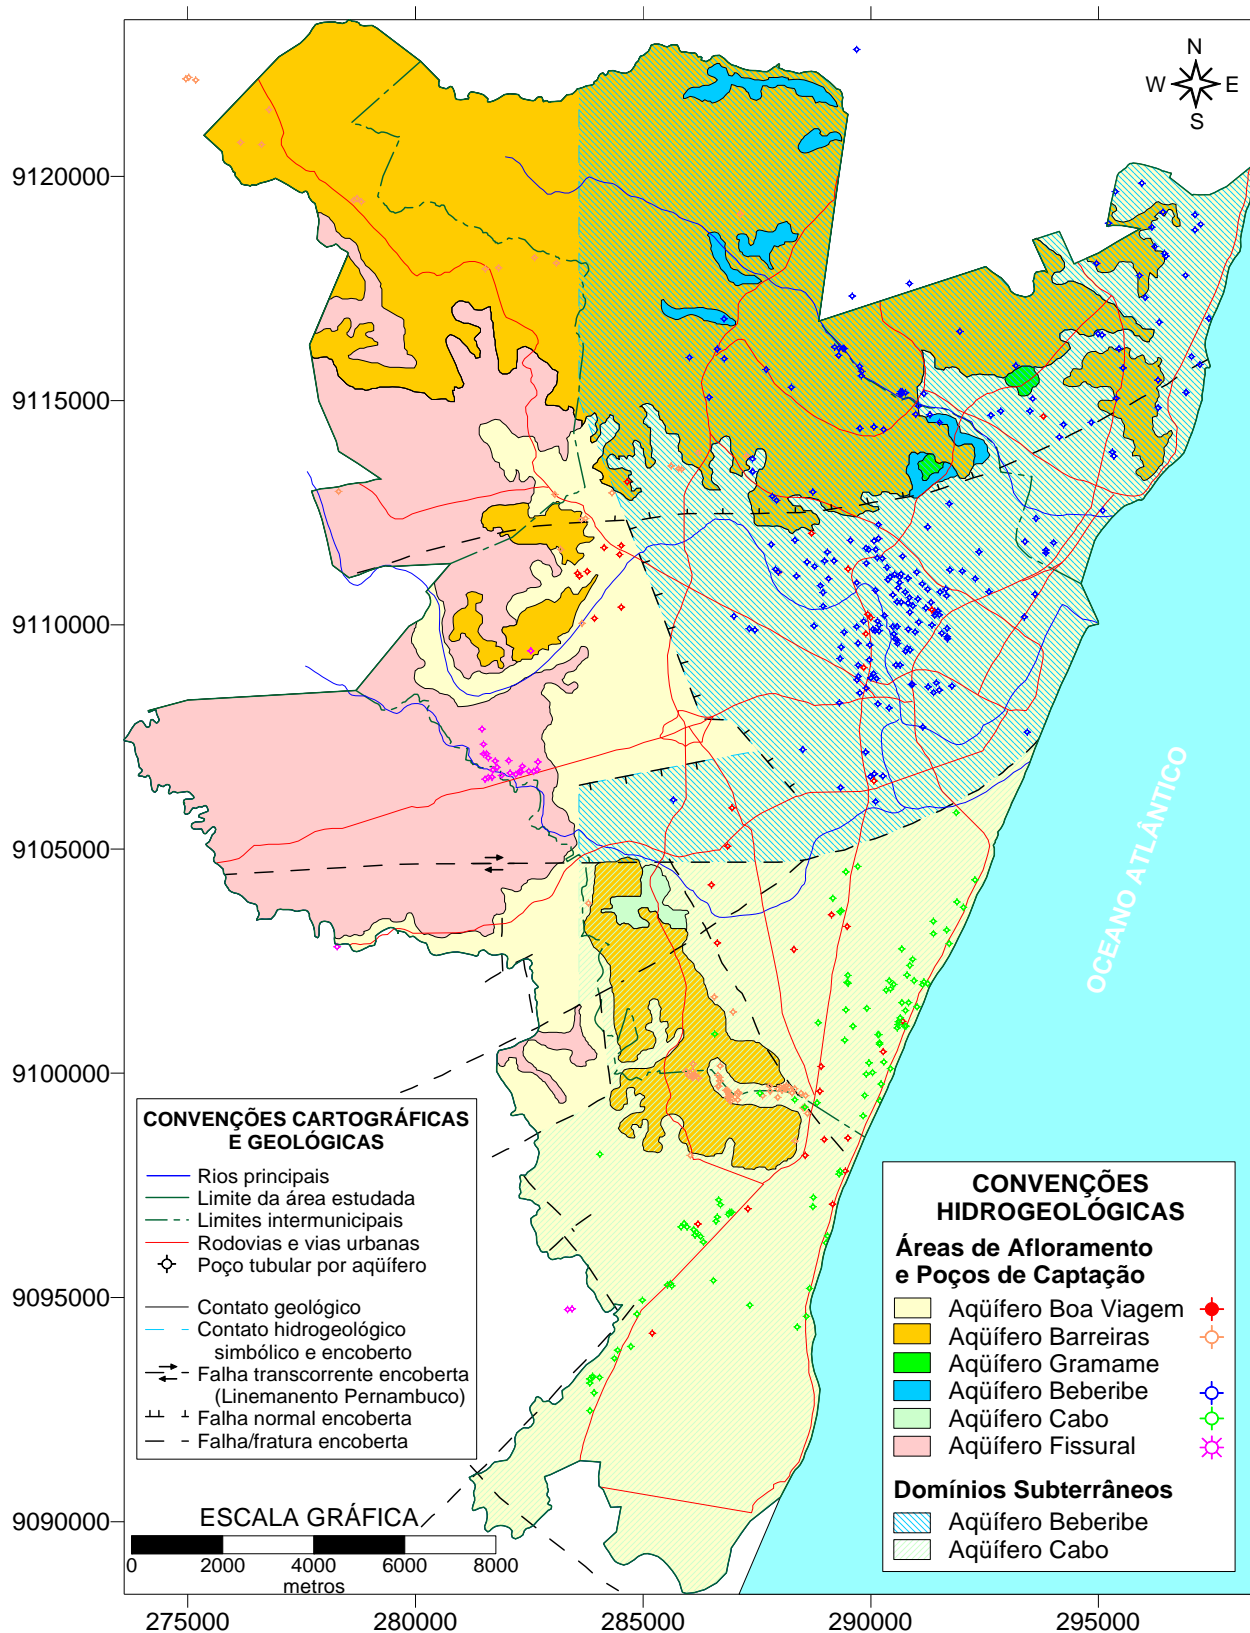 N
W E
S
9120000
9115000
9110000
9105000
9100000
9095000
9090000
OCEANO ATLÂNTICO
CONVENÇÕES CARTOGRÁFICAS
E GEOLÓGICAS
Rios principais
Limite da área estudada
Limites intermunicipais
Rodovias e vias urbanas
Poço tubular por aqüífero
Contato geológico
Contato hidrogeológico
simbólico e encoberto
Falha transcorrente encoberta
(Linemanento Pernambuco)
Falha normal encoberta
Falha/fratura encoberta
ESCALA GRÁFICA
0 2000 4000 6000 8000
metros
CONVENÇÕES
HIDROGEOLÓGICAS
Áreas de Afloramento
e Poços de Captação
Aqüífero Boa Viagem
Aqüífero Barreiras
Aqüífero Gramame
Aqüífero Beberibe
Aqüífero Cabo
Aqüífero Fissural
Domínios Subterrâneos
Aqüífero Beberibe
Aqüífero Cabo
275000 280000 285000 290000 295000